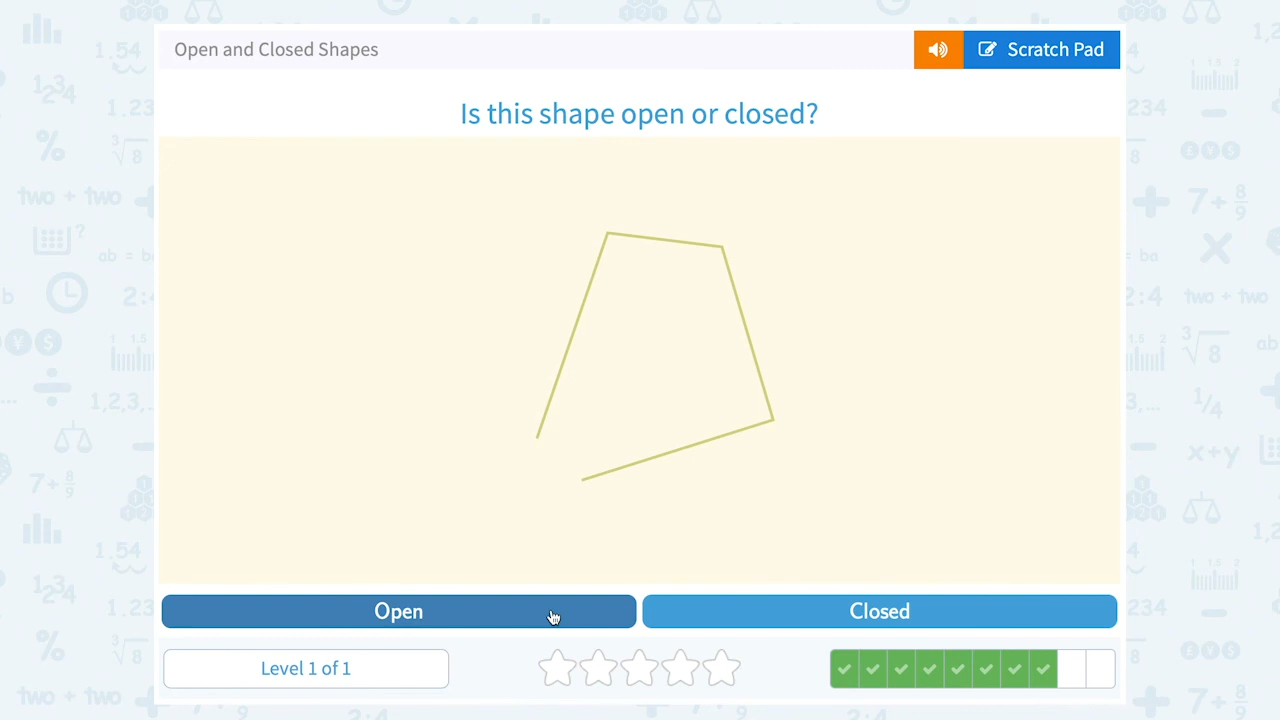 Open and Closed Shapes
Scratch Pad
Is this shape open or closed?
Open
Closed
Level 1 of 1